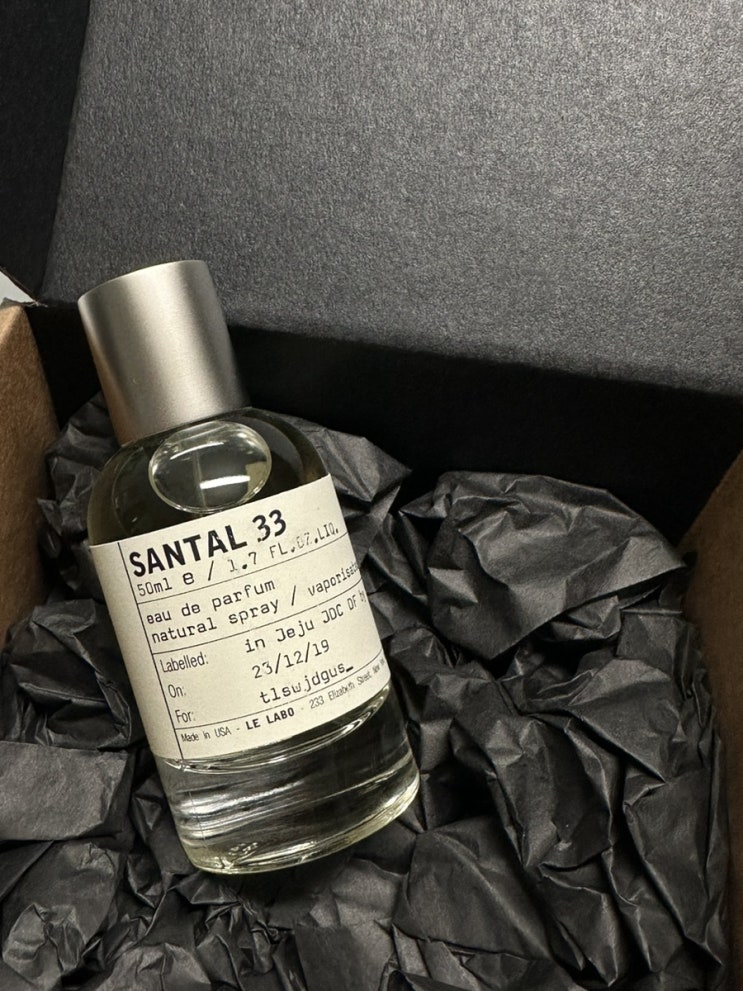 SANTAL 33
50ml e / 1.7 FL.OZ.LIQ.
eau de parfum
natural spray /
Labelled: in Jeju JDC DF
On: 23/12/19
For: tlswjdgus_
Made in USA - LE LABO - 233 Elizabeth Street, New